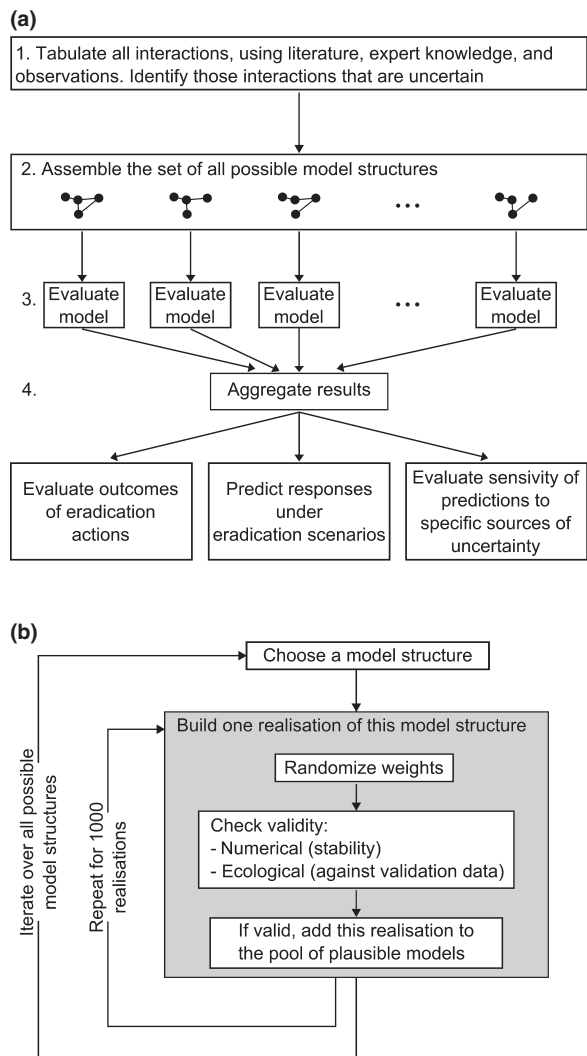 (a)
1. Tabulate all interactions, using literature, expert knowledge, and
observations. Identify those interactions that are uncertain
2. Assemble the set of all possible model structures
...
3.
Evaluate
model
Evaluate
model
Evaluate
model
...
Evaluate
model
4.
Aggregate results
Evaluate outcomes
of eradication
actions
Predict responses
under
eradication scenarios
Evaluate sensivity of
predictions to
specific sources of
uncertainty
(b)
Choose a model structure
Build one realisation of this model structure
Randomize weights
Check validity:
- Numerical (stability)
- Ecological (against validation data)
If valid, add this realisation to
the pool of plausible models
Repeat for 1000
realisations
Iterate over all possible
model structures